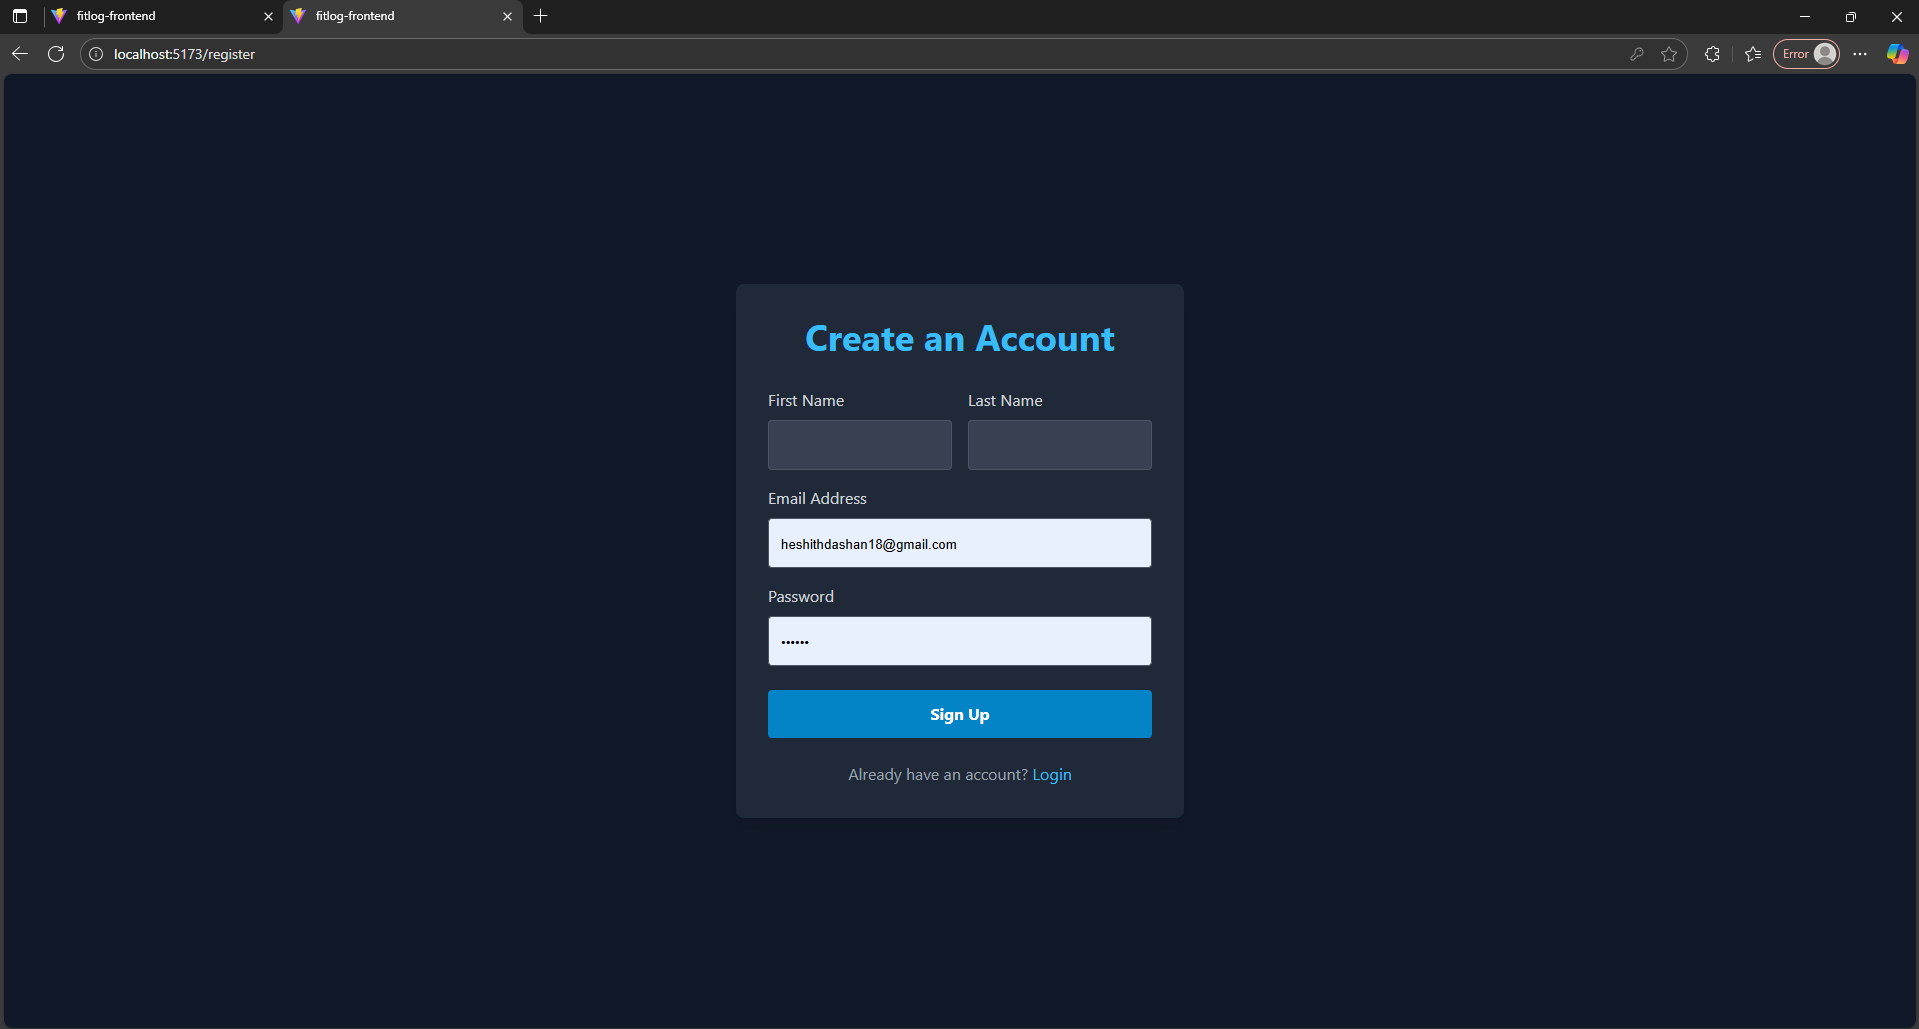 fitlog-frontend
fitlog-frontend
localhost:5173/register
Error
Create an Account
First Name
Last Name
Email Address
heshithdashan18@gmail.com
Password
••••••
Sign Up
Already have an account? Login